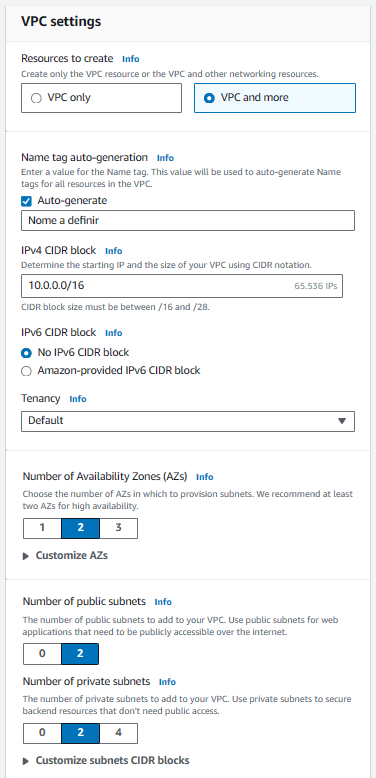 VPC settings
Resources to create Info
Create only the VPC resource or the VPC and other networking resources.
VPC only
VPC and more
Name tag auto-generation Info
Enter a value for the Name tag. This value will be used to auto-generate Name
tags for all resources in the VPC.
Auto-generate
Nome a definir
IPv4 CIDR block Info
Determine the starting IP and the size of your VPC using CIDR notation.
10.0.0.0/16 65.536 IPs
CIDR block size must be between /16 and /28.
IPv6 CIDR block Info
No IPv6 CIDR block
Amazon-provided IPv6 CIDR block
Tenancy Info
Default
Number of Availability Zones (AZs) Info
Choose the number of AZs in which to provision subnets. We recommend at least
two AZs for high availability.
1 2 3
Customize AZs
Number of public subnets Info
The number of public subnets to add to your VPC. Use public subnets for web
applications that need to be publicly accessible over the internet.
0 2
Number of private subnets Info
The number of private subnets to add to your VPC. Use private subnets to secure
backend resources that don't need public access.
0 2 4
Customize subnets CIDR blocks